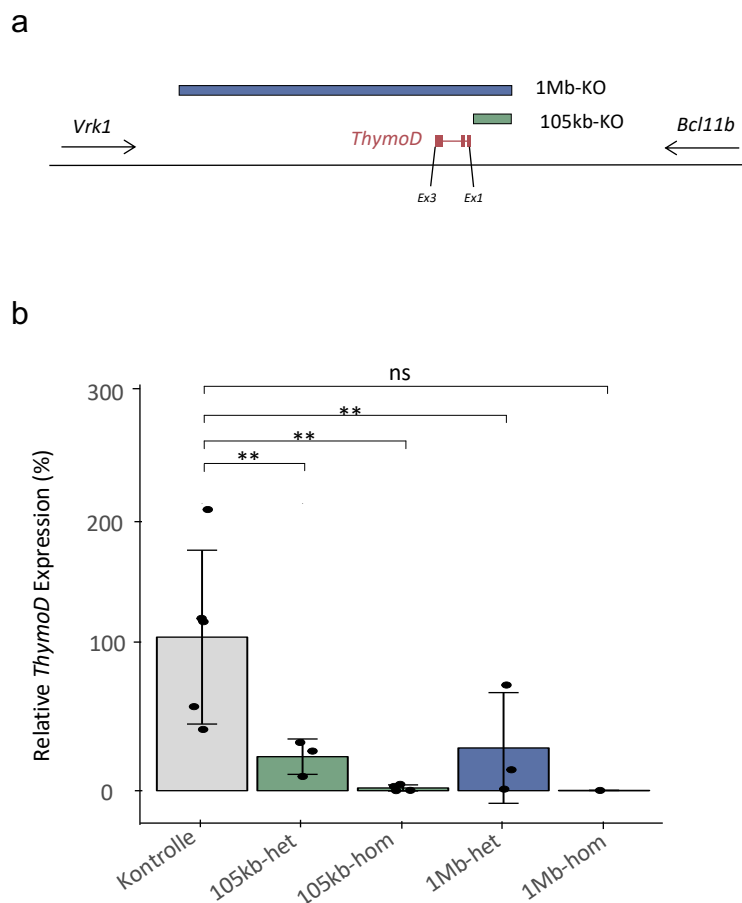 a
1Mb-KO
105kb-KO
Vrk1
ThymoD
Bcl11b
Ex3
Ex1
b
Relative ThymoD Expression (%)
300
200
100
0
ns
**
**
**
Kontrolle
105kb-het
105kb-hom
1Mb-het
1Mb-hom